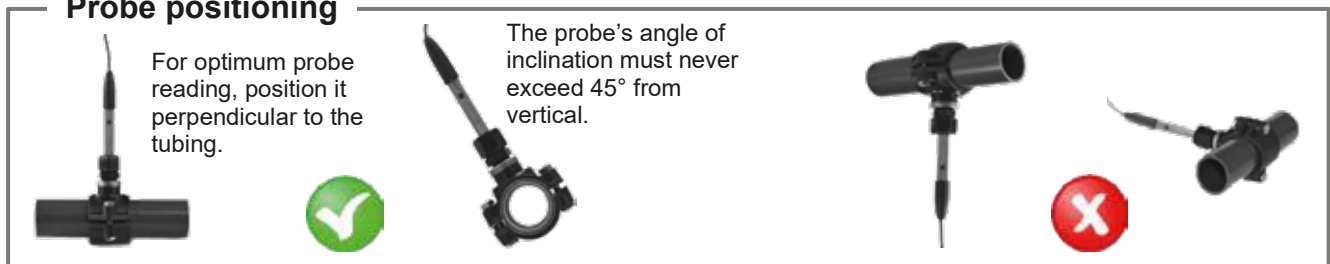 Probe positioning
For optimum probe
reading, position it
perpendicular to the
tubing.
The probe's angle of
inclination must never
exceed 45° from
vertical.